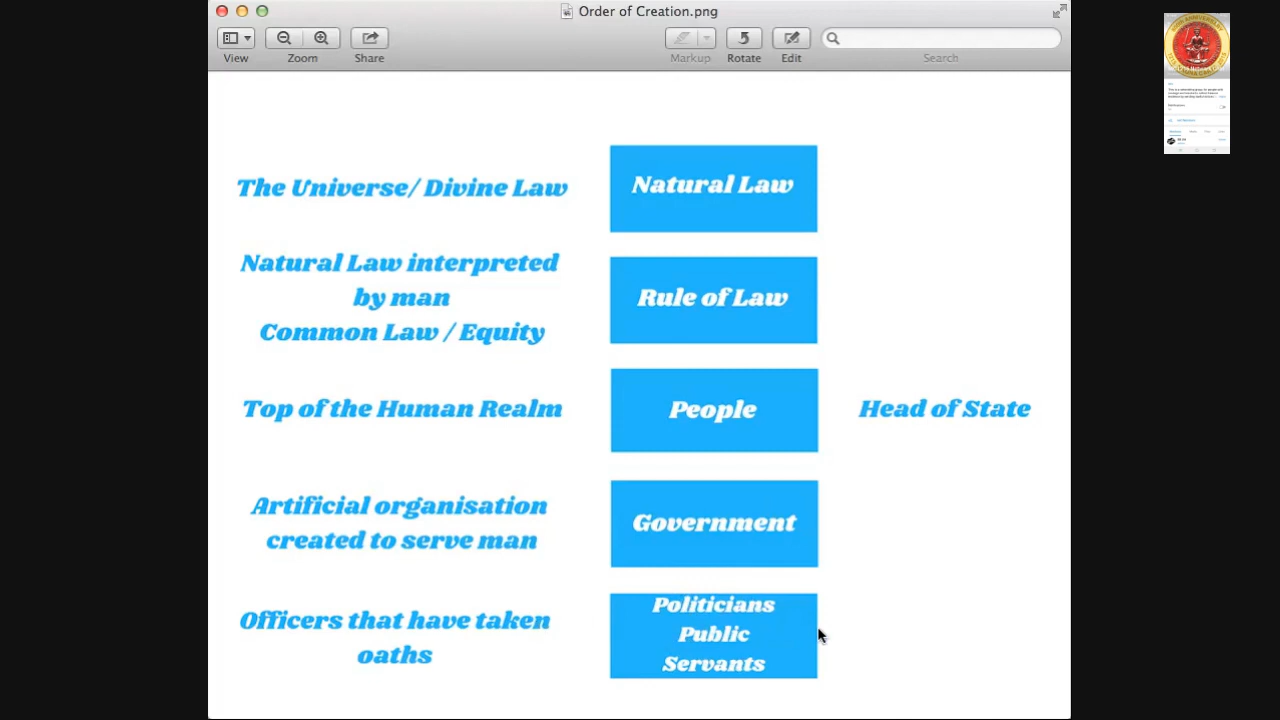 Order of Creation.png
View
Zoom
Share
Markup
Rotate
Edit
Search
The Universe/ Divine Law
Natural Law
Natural Law interpreted
by man
Common Law / Equity
Rule of Law
Top of the Human Realm
People
Head of State
Artificial organisation
created to serve man
Government
Officers that have taken
oaths
Politicians
Public
Servants